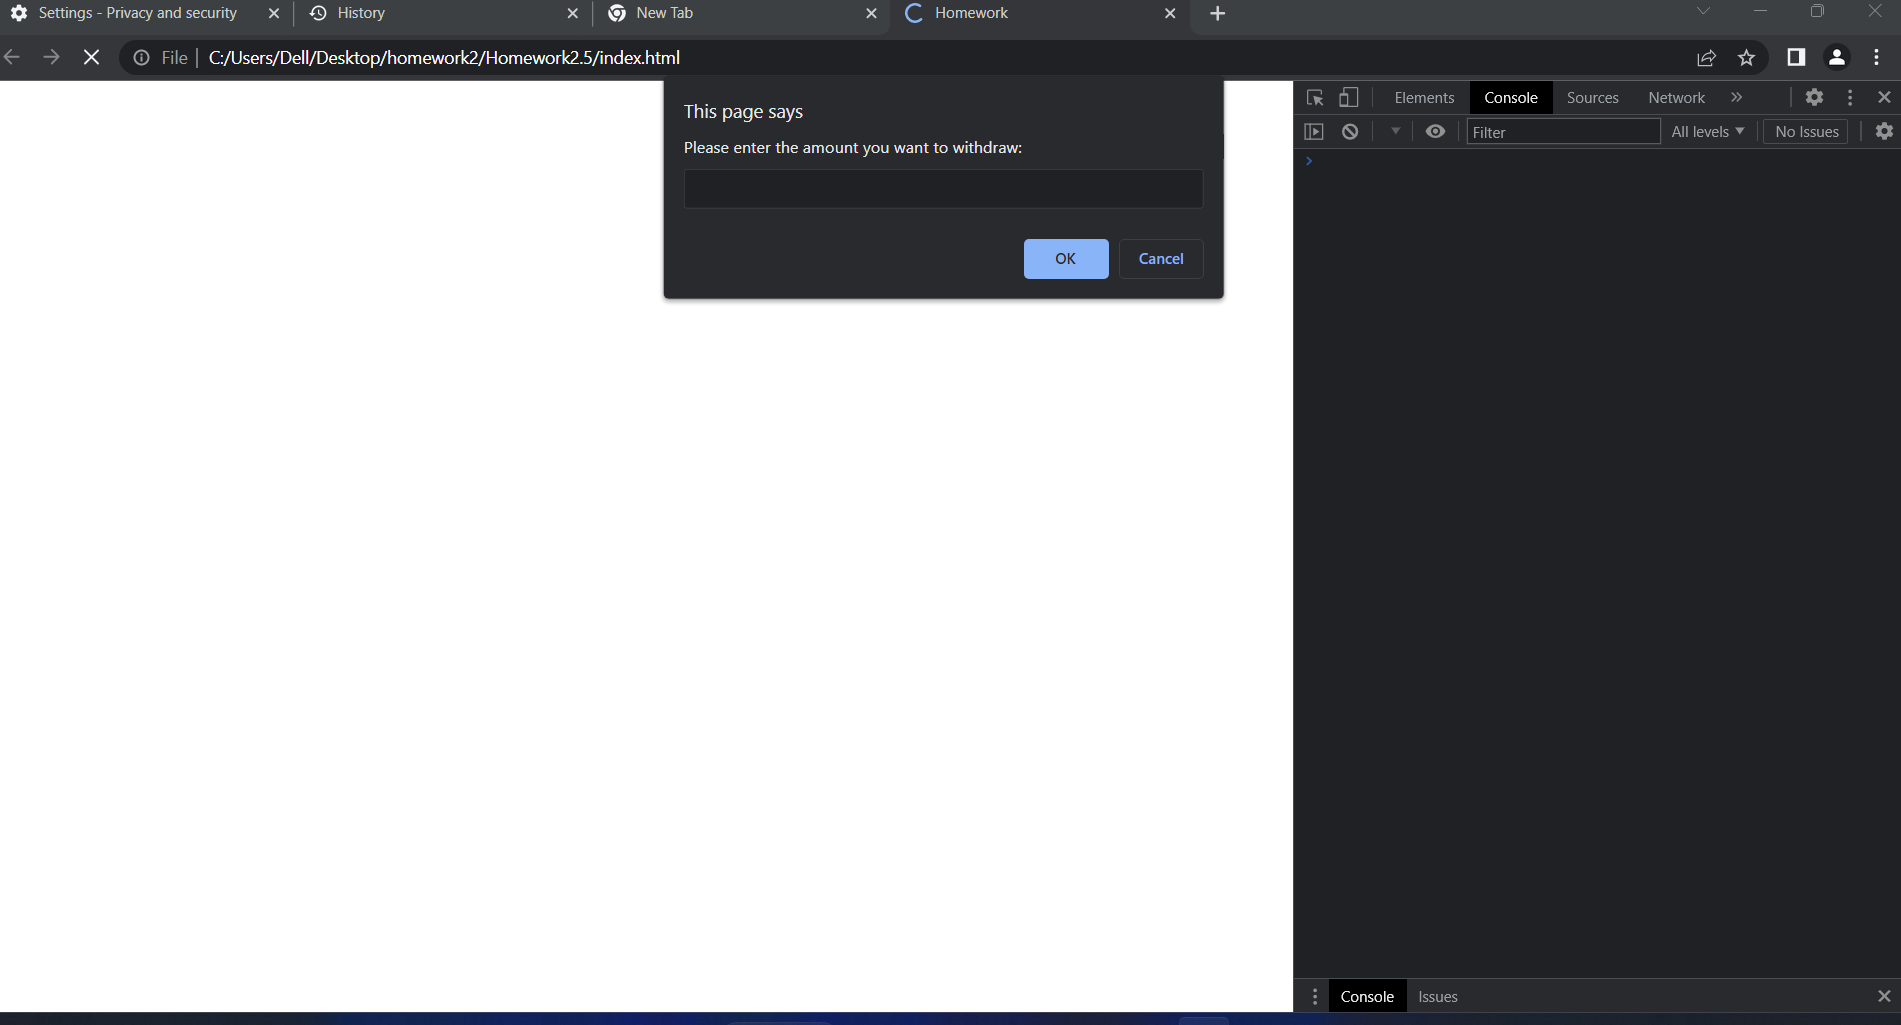 Settings - Privacy and security
History
New Tab
Homework
File
C:/Users/Dell/Desktop/homework2/Homework2.5/index.html
This page says
Please enter the amount you want to withdraw:
OK
Cancel
Elements
Console
Sources
Network
Filter
All levels
No Issues
Console
Issues